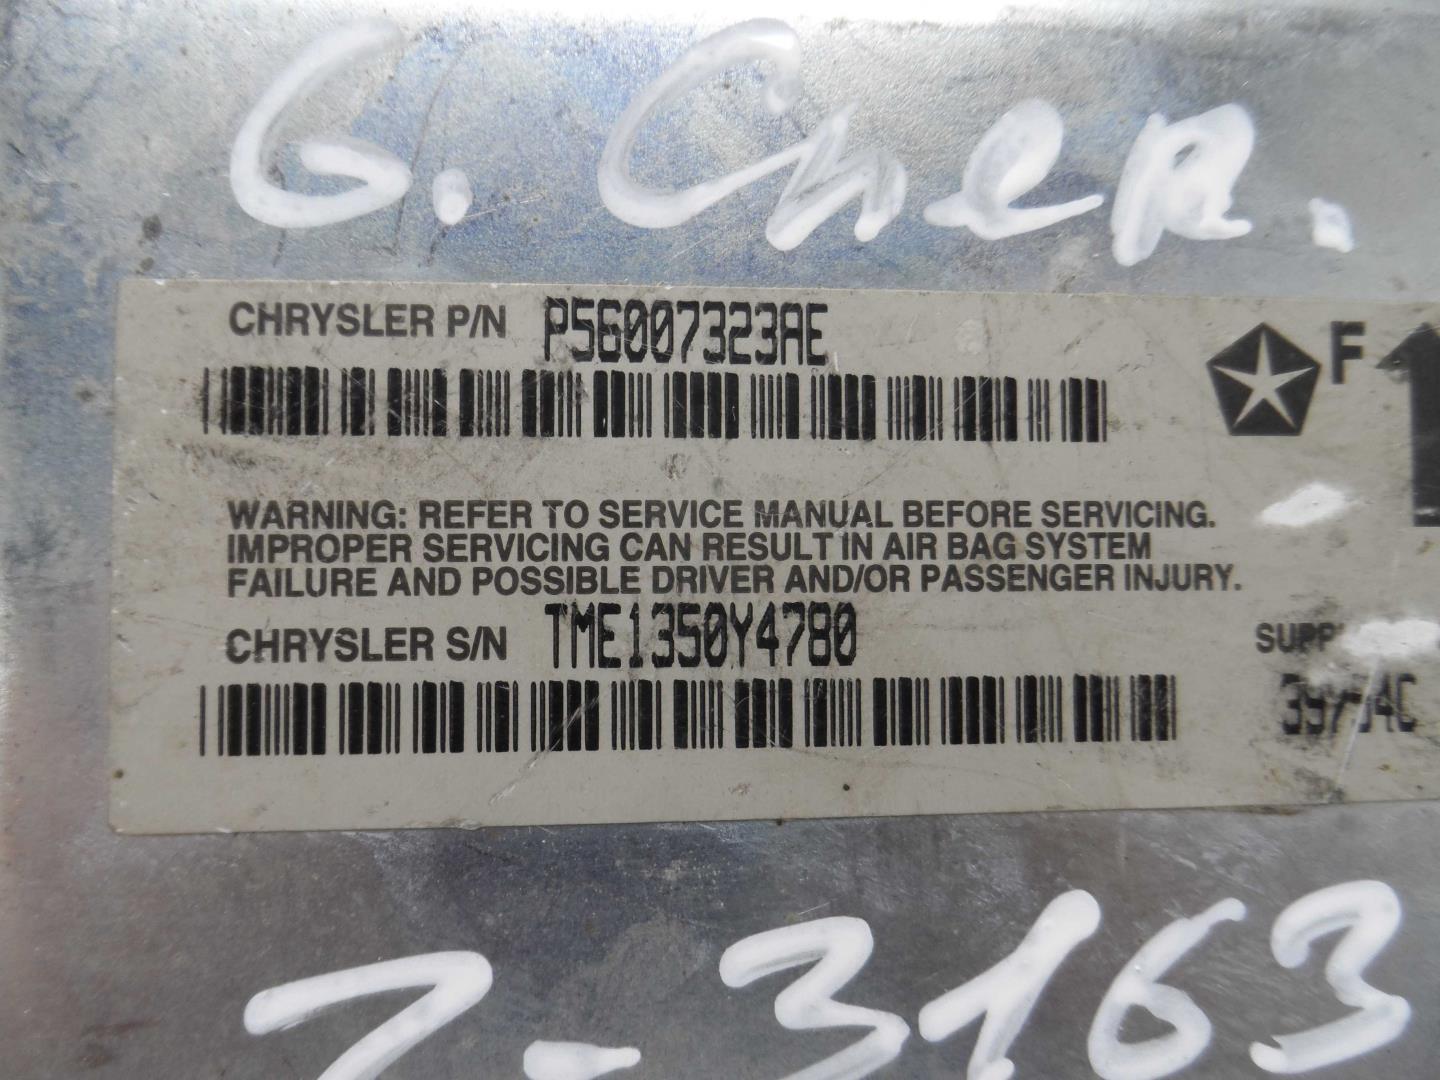 G. Cher.
CHRYSLER P/N P56007323AE
F
WARNING: REFER TO SERVICE MANUAL BEFORE SERVICING.
IMPROPER SERVICING CAN RESULT IN AIR BAG SYSTEM
FAILURE AND POSSIBLE DRIVER AND/OR PASSENGER INJURY.
CHRYSLER S/N TME1350Y4780
7-3163